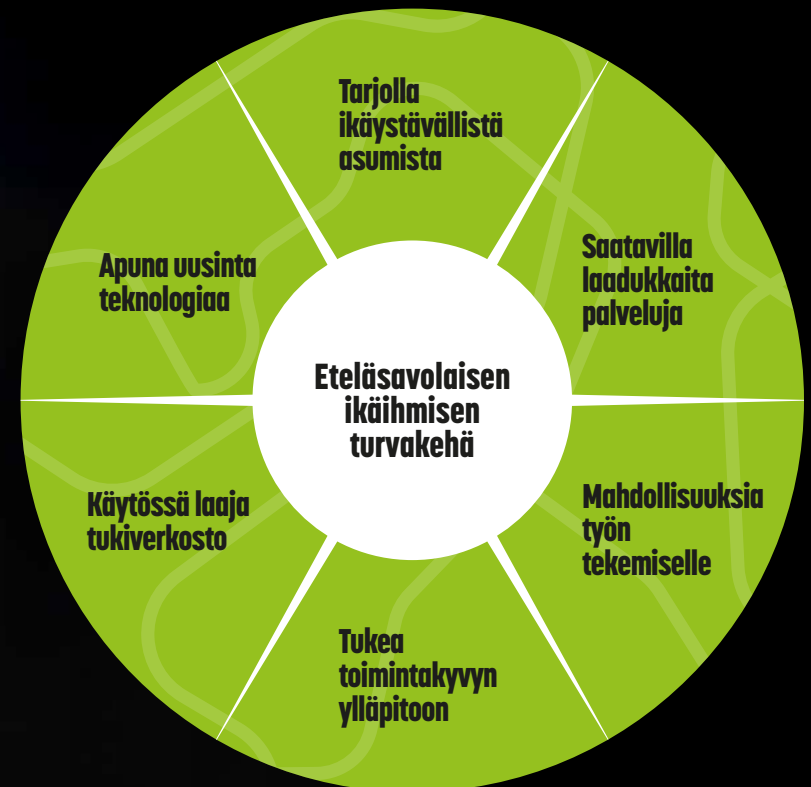 Tarjolla
ikäystävällistä
asumista
Saatavilla
laadukkaita
palveluja
Mahdollisuuksia
työn
tekemiselle
Tukea
toimintakyvyn
ylläpitoon
Käytössä laaja
tukiverkosto
Apuna uusinta
teknologiaa
Eteläsavolaisen
ikäihmisen
turvakehä